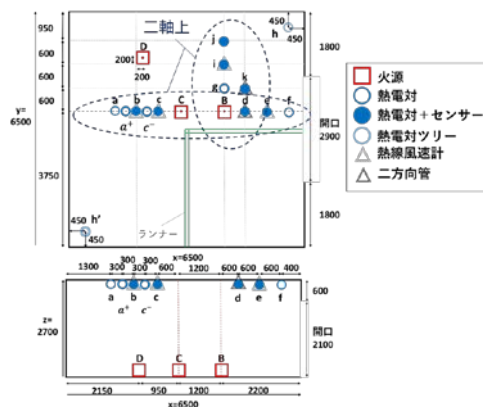 950
600
600
600
y=
6500
3750
二軸上
D
200
200
j
i
g
k
h
450
450
a
b
c
C
B
d
e
f
a⁺
c⁻
1800
開口
2900
1800
450
h'
450
ランナー
火源
熱電対
熱電対+センサー
熱電対ツリー
熱線風速計
二方向管
x=6500
1300
300
300
300
300
600
1200
600
600
600
400
a
b
c
d
e
f
a⁺
c⁻
600
z=
2700
開口
2100
D
C
B
2150
950
1200
2200
x=6500